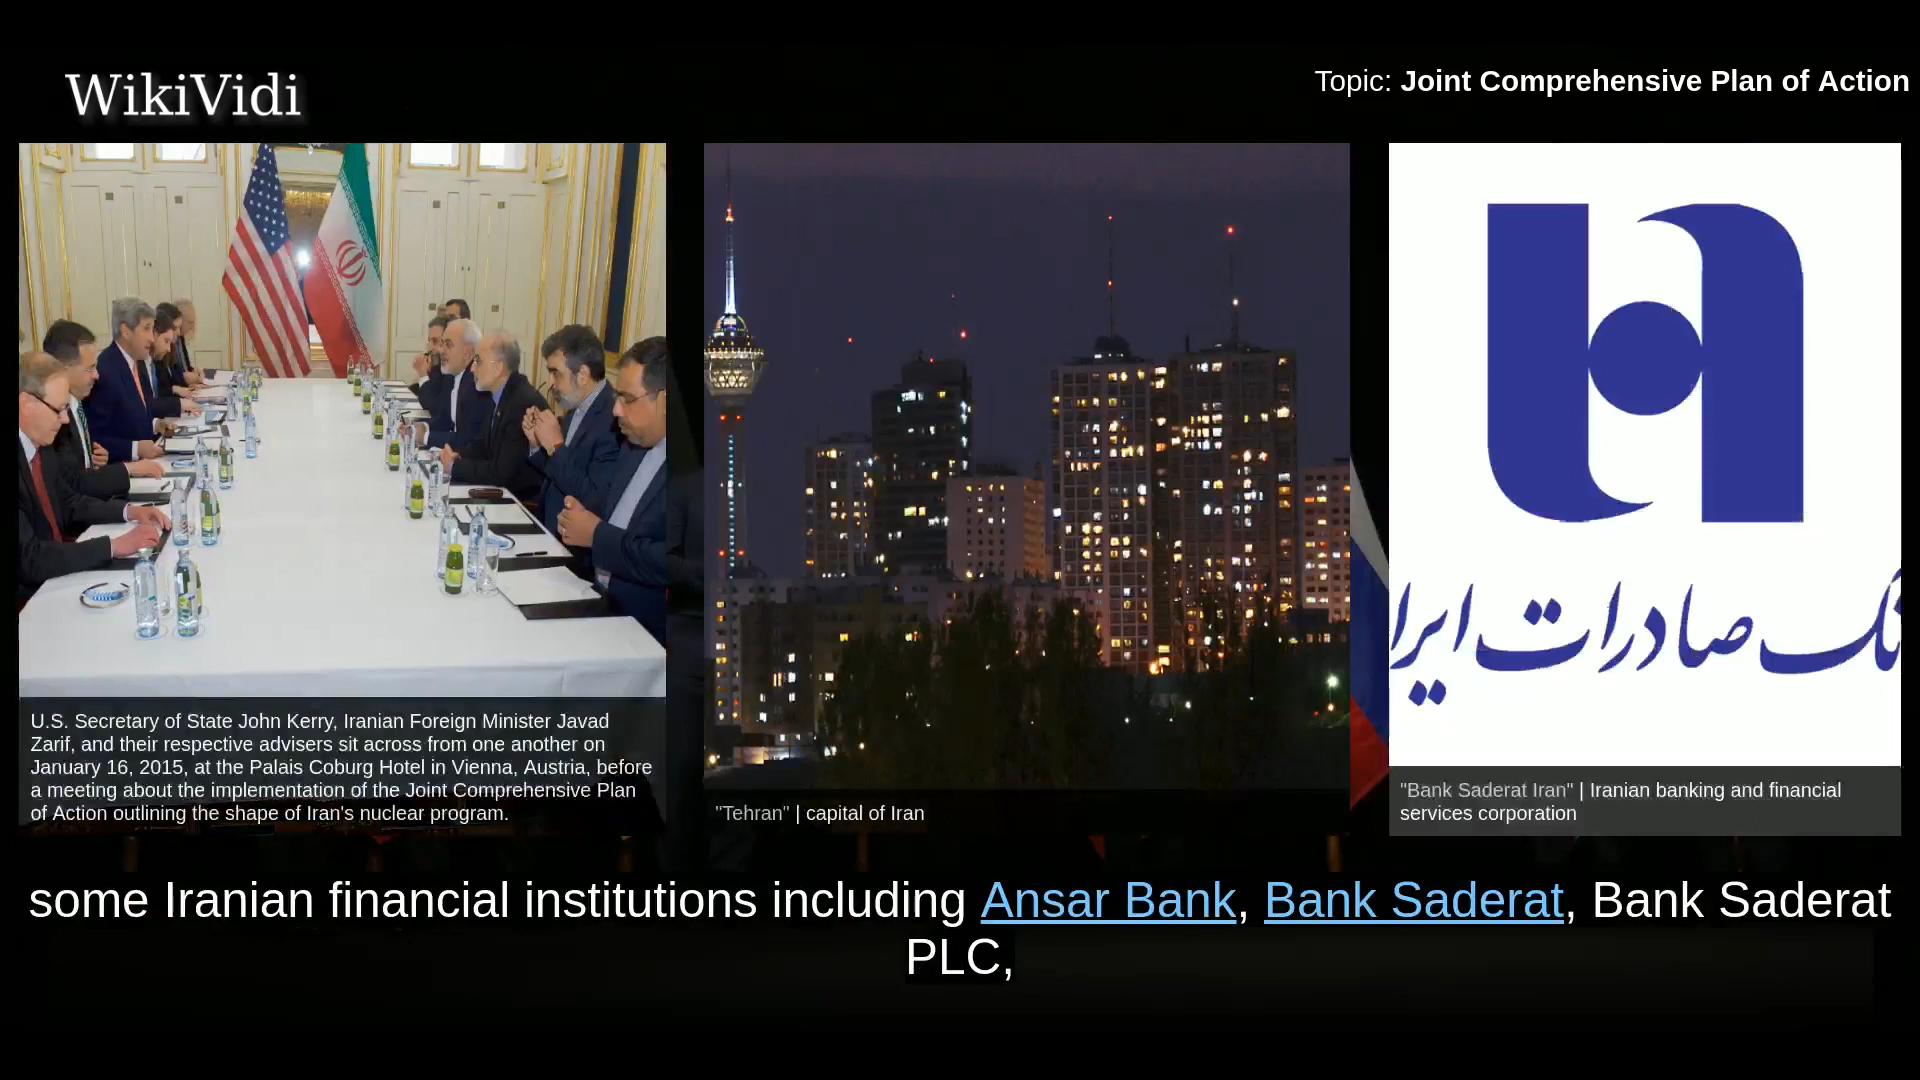 WikiVidi
Topic: Joint Comprehensive Plan of Action
صادرات ایرا
U.S. Secretary of State John Kerry, Iranian Foreign Minister Javad
Zarif, and their respective advisers sit across from one another on
January 16, 2015, at the Palais Coburg Hotel in Vienna, Austria, before
a meeting about the implementation of the Joint Comprehensive Plan
of Action outlining the shape of Iran's nuclear program.
"Tehran" | capital of Iran
"Bank Saderat Iran" | Iranian banking and financial
services corporation
some Iranian financial institutions including Ansar Bank, Bank Saderat, Bank Saderat
PLC,